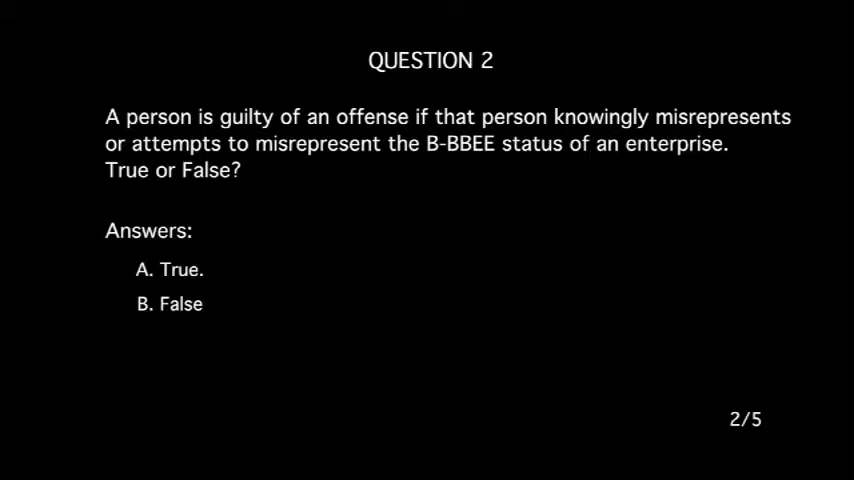 QUESTION 2
A person is guilty of an offense if that person knowingly misrepresents
or attempts to misrepresent the B-BBEE status of an enterprise.
True or False?
Answers:
A. True.
B. False
2/5